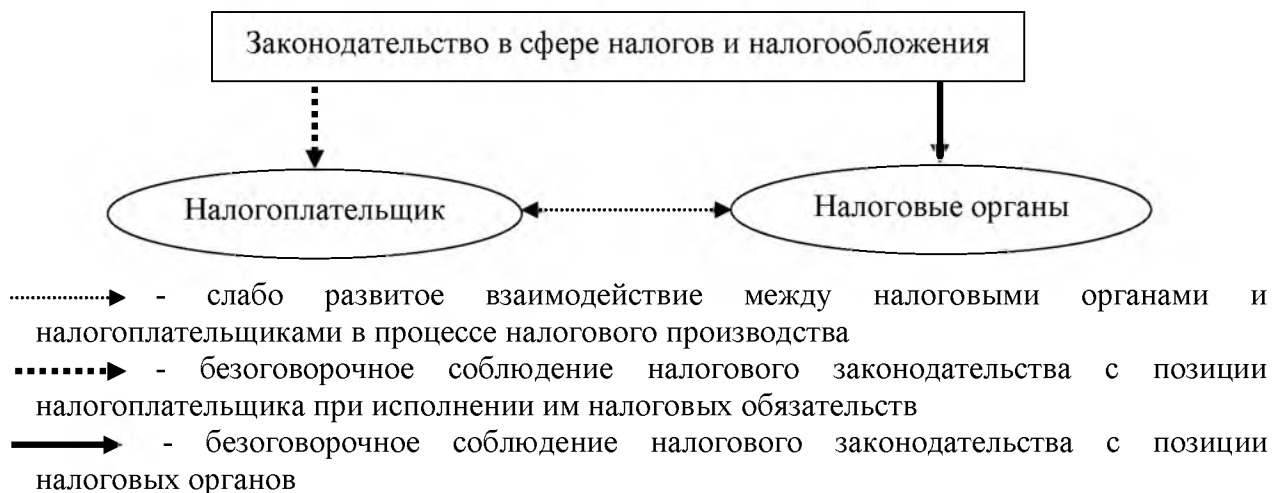 Законодательство в сфере налогов и налогообложения
Налогоплательщик
Налоговые органы
- слабо развитое взаимодействие между налоговыми органами и
налогоплательщиками в процессе налогового производства
- безоговорочное соблюдение налогового законодательства с позиции
налогоплательщика при исполнении им налоговых обязательств
- безоговорочное соблюдение налогового законодательства с позиции
налоговых органов